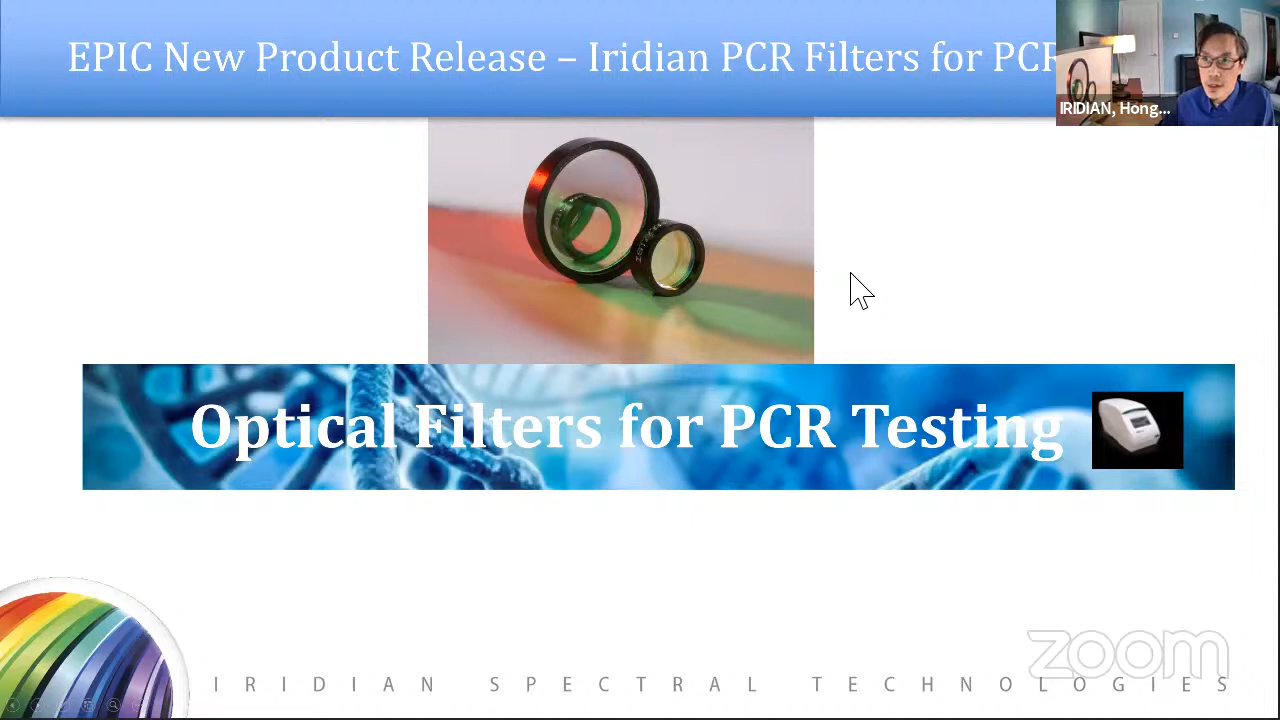 EPIC New Product Release – Iridian PCR Filters for PCR
IRIDIAN, Hong...
Optical Filters for PCR Testing
zoom
IRIDIAN SPECTRAL TECHNOLOGIES